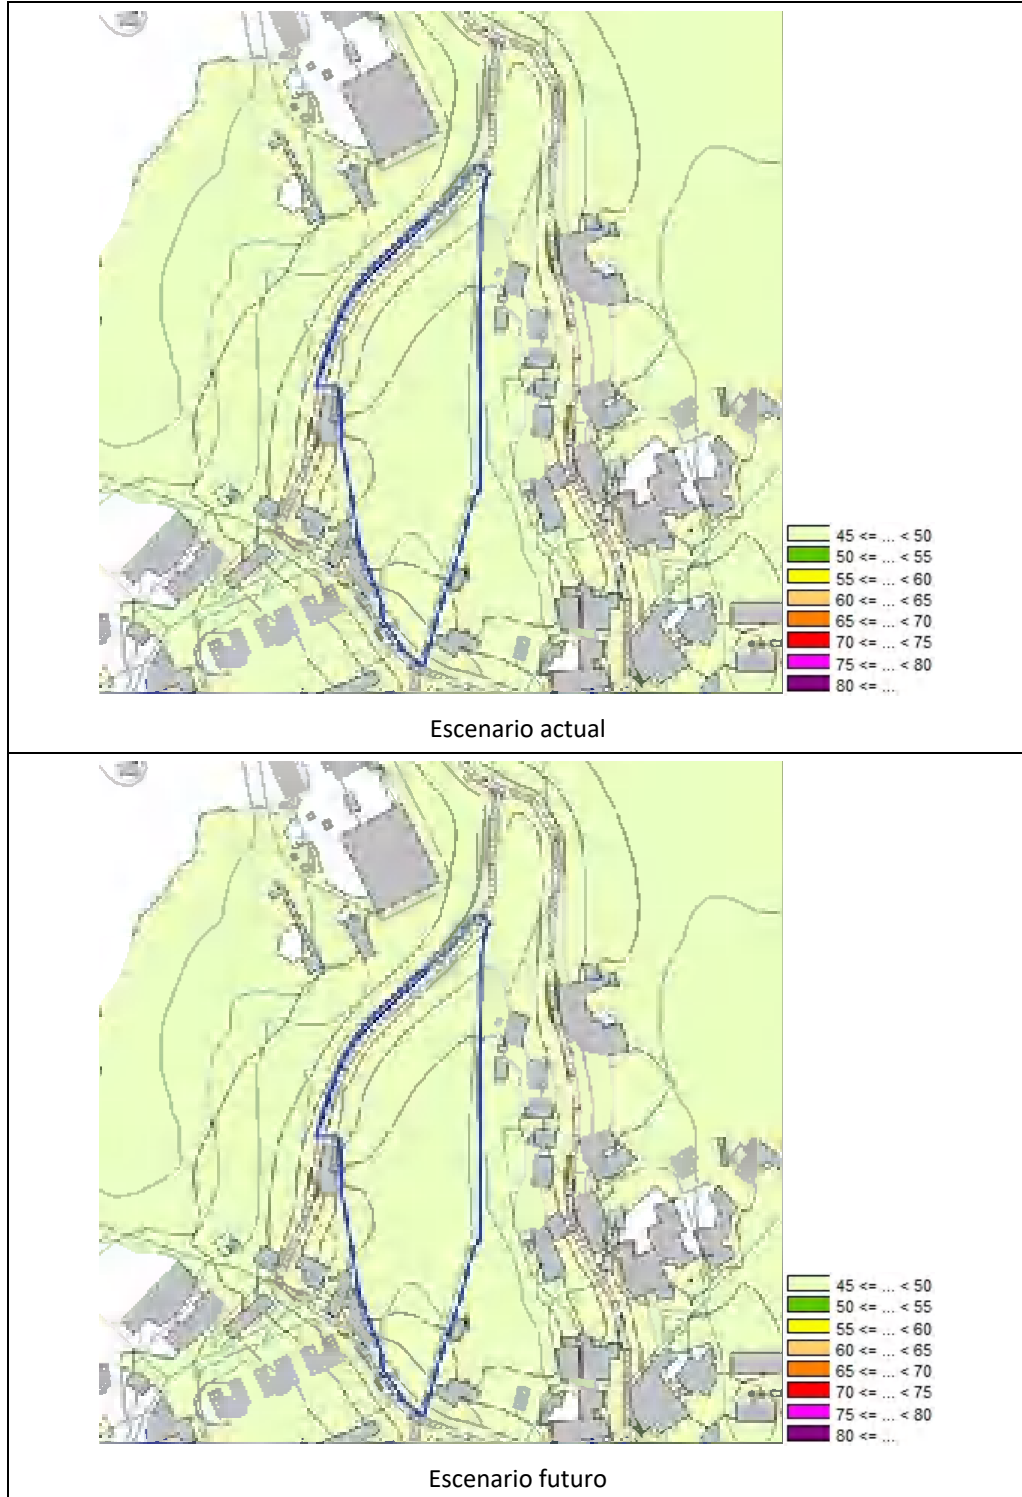 45 <= ... < 50
50 <= ... < 55
55 <= ... < 60
60 <= ... < 65
65 <= ... < 70
70 <= ... < 75
75 <= ... < 80
80 <= ...
Escenario actual
45 <= ... < 50
50 <= ... < 55
55 <= ... < 60
60 <= ... < 65
65 <= ... < 70
70 <= ... < 75
75 <= ... < 80
80 <= ...
Escenario futuro